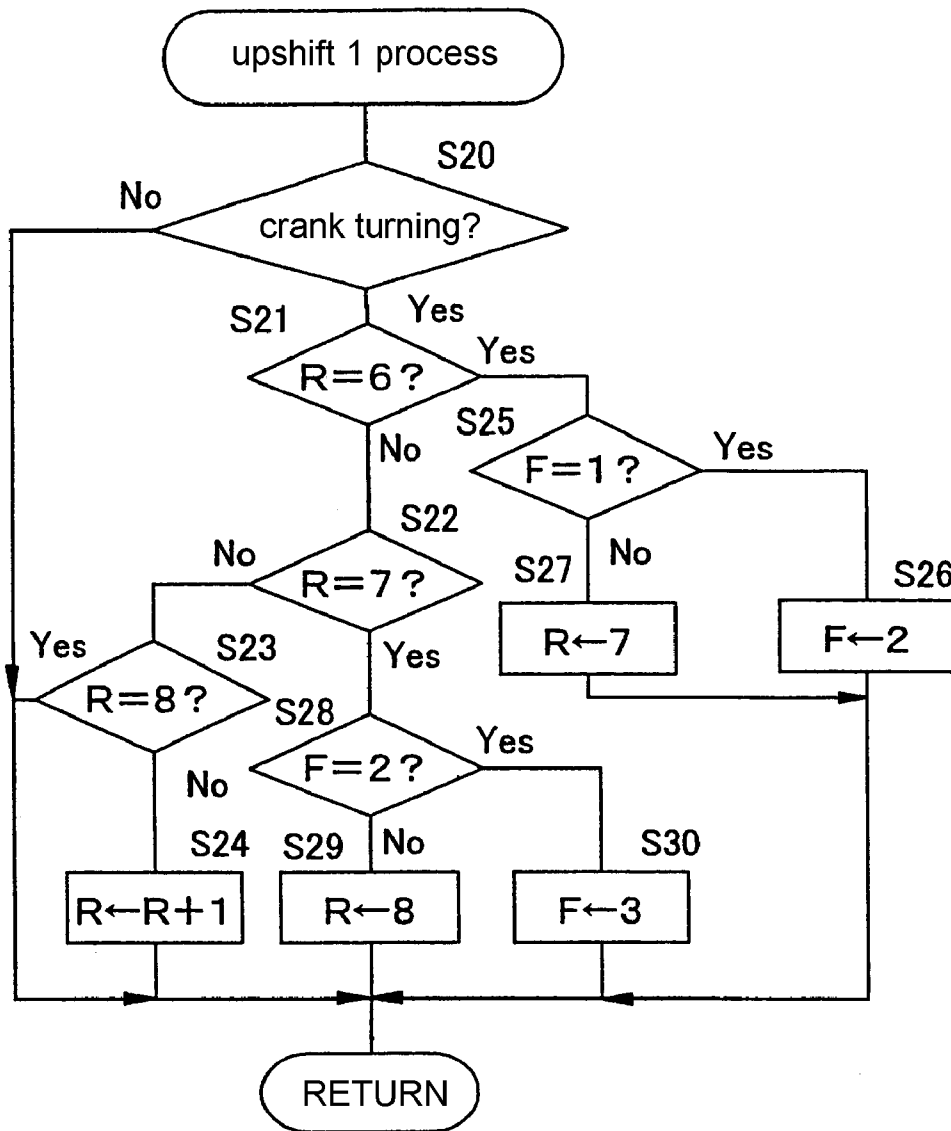 upshift 1 process
S20
No
crank turning?
Yes
S21
Yes
R=6?
S25
No
F=1?
Yes
S22
No
R=7?
No
S27
S26
Yes
R←7
F←2
Yes
S23
R=8?
S28
F=2?
Yes
No
S24
S29
No
S30
R←R+1
R←8
F←3
RETURN